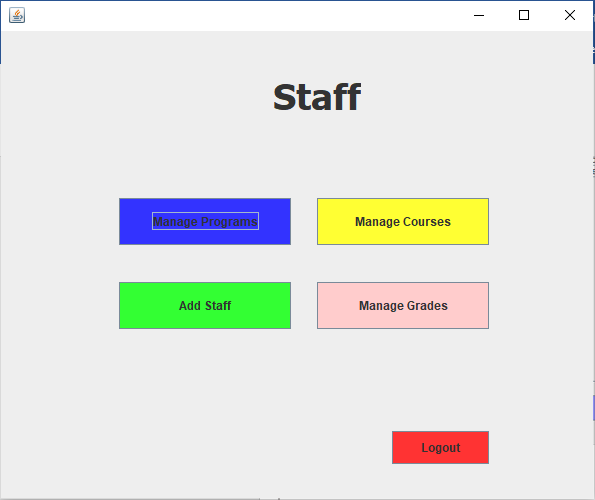 Staff
Manage Programs
Manage Courses
Add Staff
Manage Grades
Logout